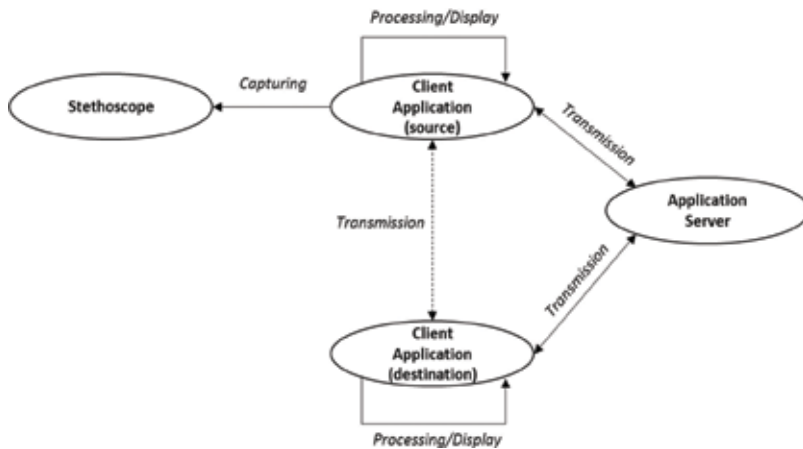 Processing/Display
Capturing
Stethoscope
Client
Application
(source)
Transmission
Application
Server
Transmission
Transmission
Client
Application
(destination)
Processing/Display